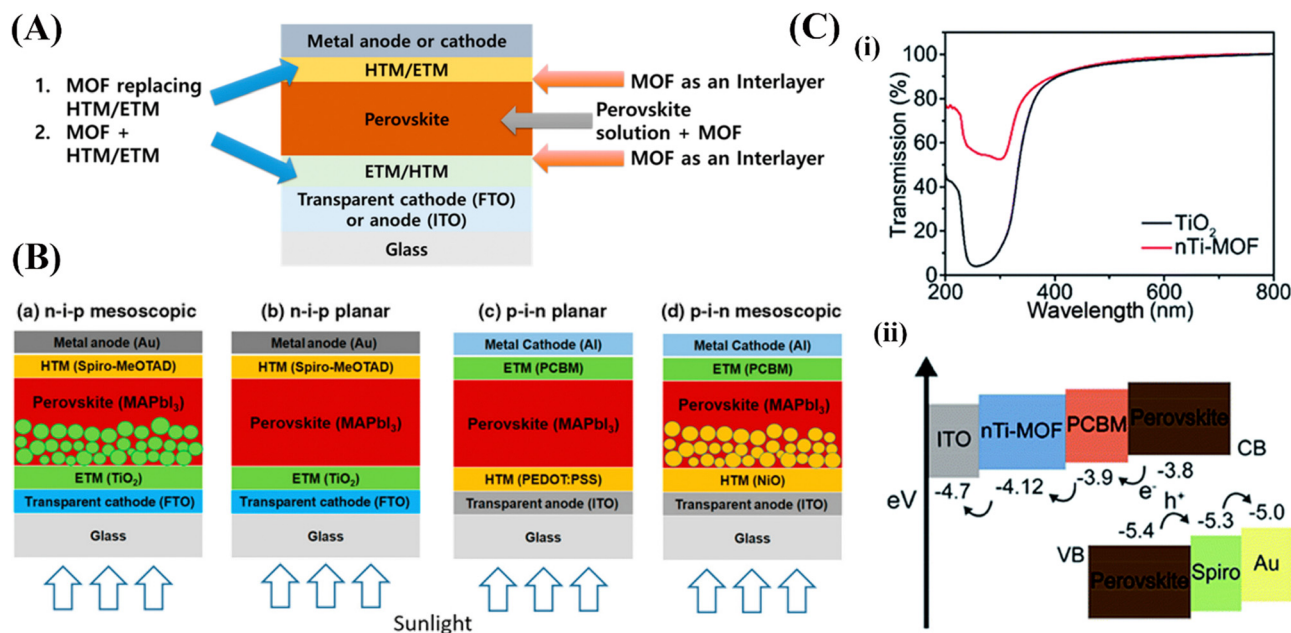 (A)
Metal anode or cathode
HTM/ETM
Perovskite
ETM/HTM
Transparent cathode (FTO)
or anode (ITO)
Glass
1. MOF replacing
HTM/ETM
2. MOF +
HTM/ETM
MOF as an Interlayer
Perovskite
solution + MOF
MOF as an Interlayer
(B)
(a) n-i-p mesoscopic
Metal anode (Au)
HTM (Spiro-MeOTAD)
Perovskite (MAPbI₃)
ETM (TiO₂)
Transparent cathode (FTO)
Glass
(b) n-i-p planar
Metal anode (Au)
HTM (Spiro-MeOTAD)
Perovskite (MAPbI₃)
ETM (TiO₂)
Transparent cathode (FTO)
Glass
(c) p-i-n planar
Metal Cathode (Al)
ETM (PCBM)
Perovskite (MAPbI₃)
HTM (PEDOT:PSS)
Transparent anode (ITO)
Glass
(d) p-i-n mesoscopic
Metal Cathode (Al)
ETM (PCBM)
Perovskite (MAPbI₃)
HTM (NiO)
Transparent anode (ITO)
Glass
Sunlight
(C)
(i)
Transmission (%)
100
80
60
40
20
0
TiO₂
nTi-MOF
200 400 600 800
Wavelength (nm)
(ii)
eV
ITO
nTi-MOF
PCBM
Perovskite
CB
-4.7
-4.12
-3.9
e⁻
-3.8
h⁺
-5.4
-5.3
-5.0
VB
Perovskite
Spiro
Au